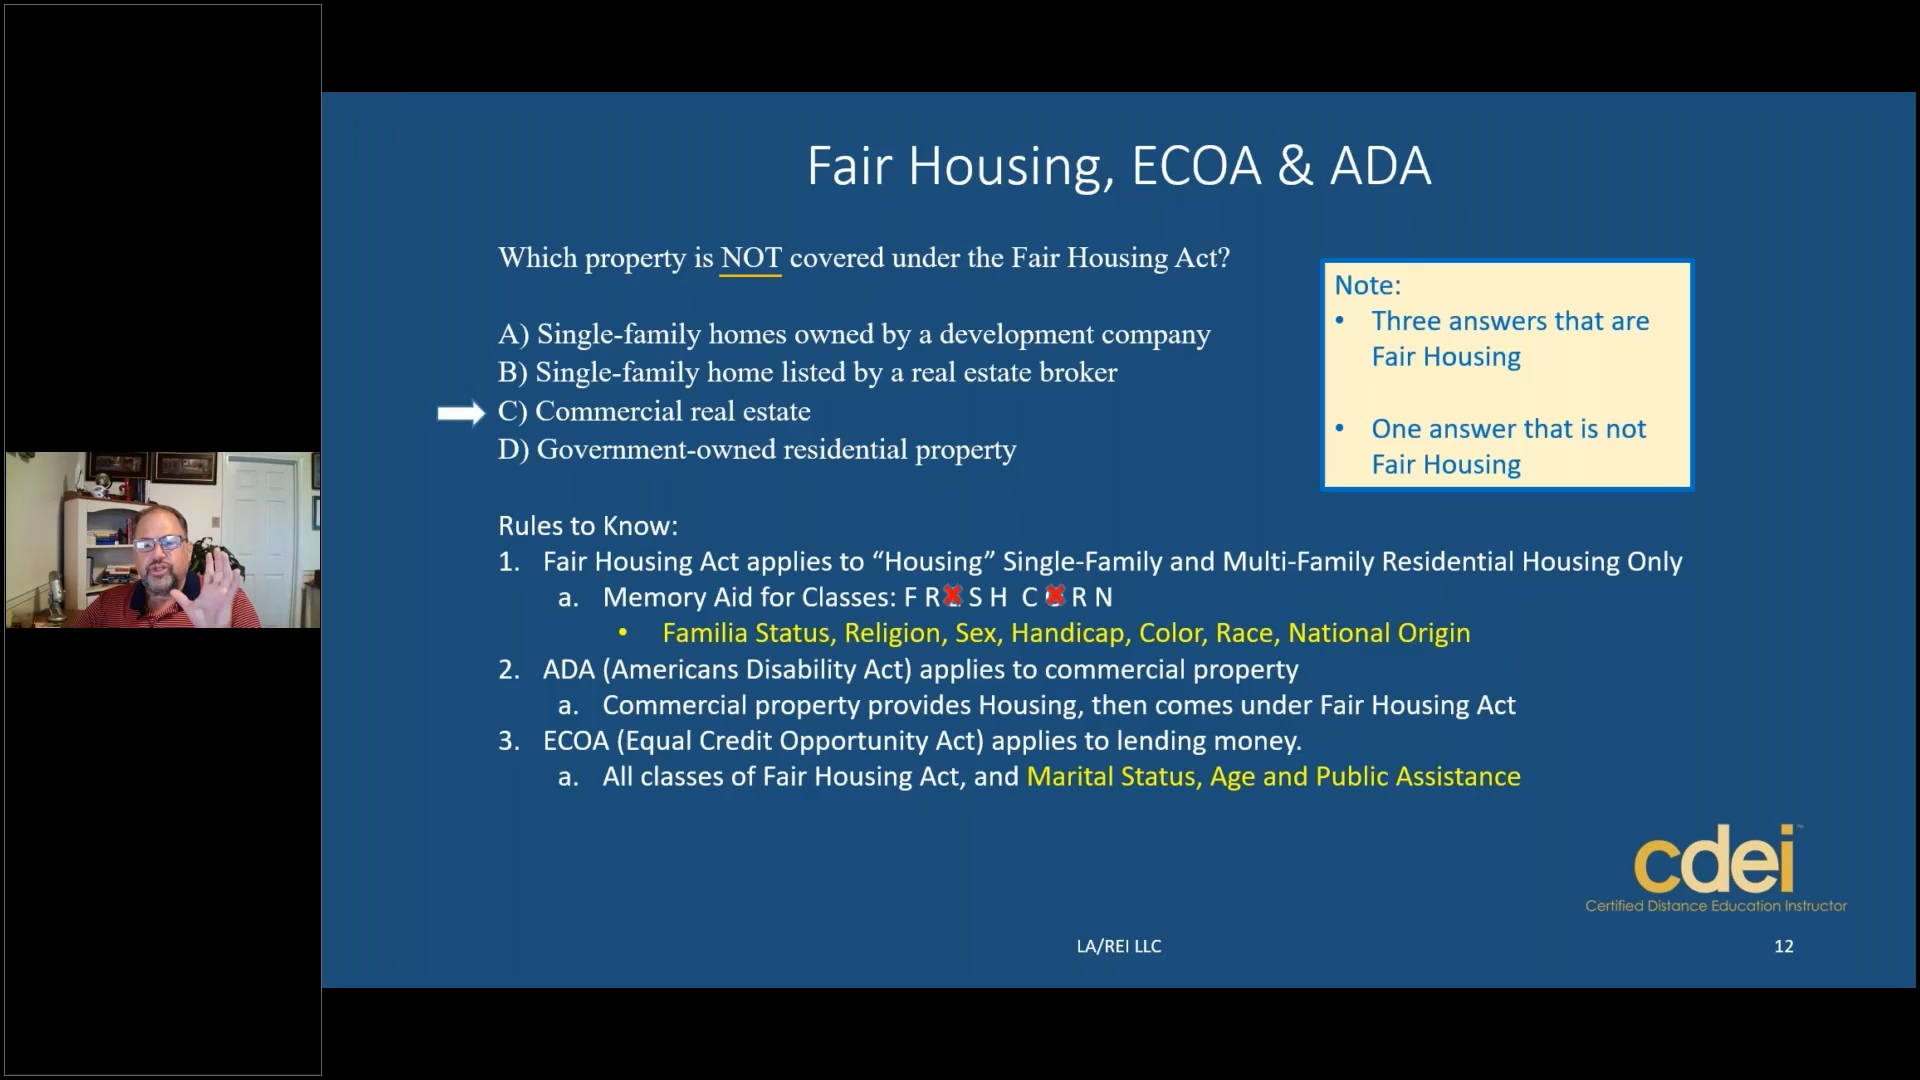 Fair Housing, ECOA & ADA
Which property is NOT covered under the Fair Housing Act?
A) Single-family homes owned by a development company
B) Single-family home listed by a real estate broker
C) Commercial real estate
D) Government-owned residential property
Note:
• Three answers that are
Fair Housing
• One answer that is not
Fair Housing
Rules to Know:
1. Fair Housing Act applies to “Housing” Single-Family and Multi-Family Residential Housing Only
a. Memory Aid for Classes: F R S H C R N
• Familia Status, Religion, Sex, Handicap, Color, Race, National Origin
2. ADA (Americans Disability Act) applies to commercial property
a. Commercial property provides Housing, then comes under Fair Housing Act
3. ECOA (Equal Credit Opportunity Act) applies to lending money.
a. All classes of Fair Housing Act, and Marital Status, Age and Public Assistance
cdei™
Certified Distance Education Instructor
LA/REI LLC
12